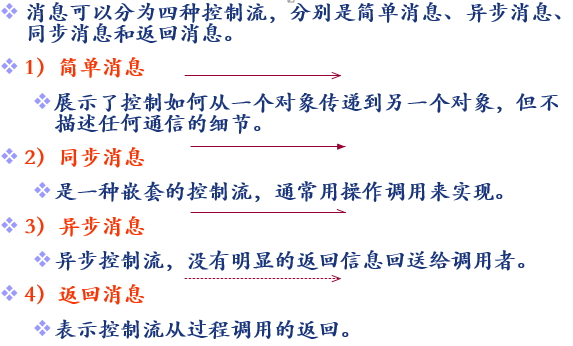 消息可以分为四种控制流，分别是简单消息、异步消息、
同步消息和返回消息。
1）简单消息
展示了控制如何从一个对象传递到另一个对象，但不
描述任何通信的细节。
2）同步消息
是一种嵌套的控制流，通常用操作调用来实现。
3）异步消息
异步控制流，没有明显的返回信息回送给调用者。
4）返回消息
表示控制流从过程调用的返回。